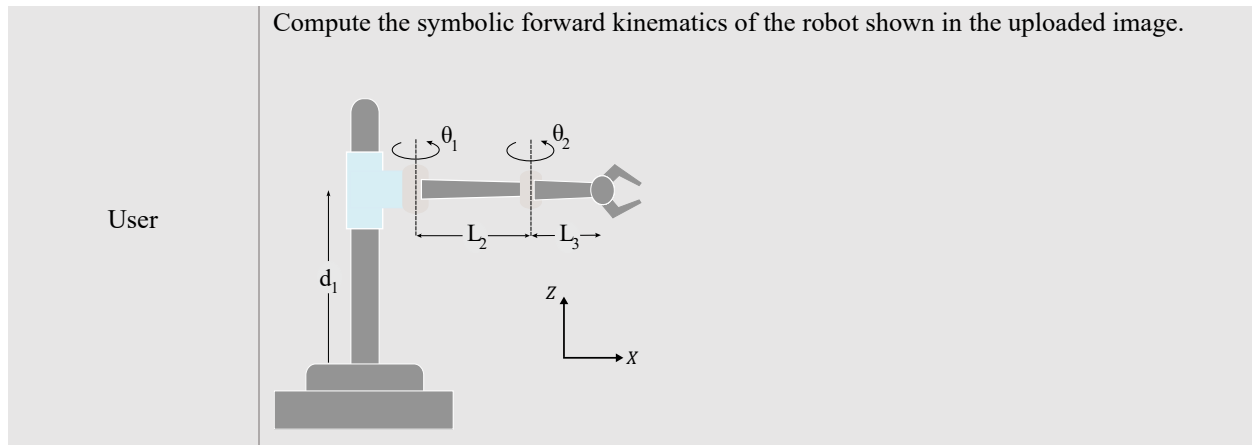 Compute the symbolic forward kinematics of the robot shown in the uploaded image.
θ1
θ2
User
L2
L3
d1
Z
X